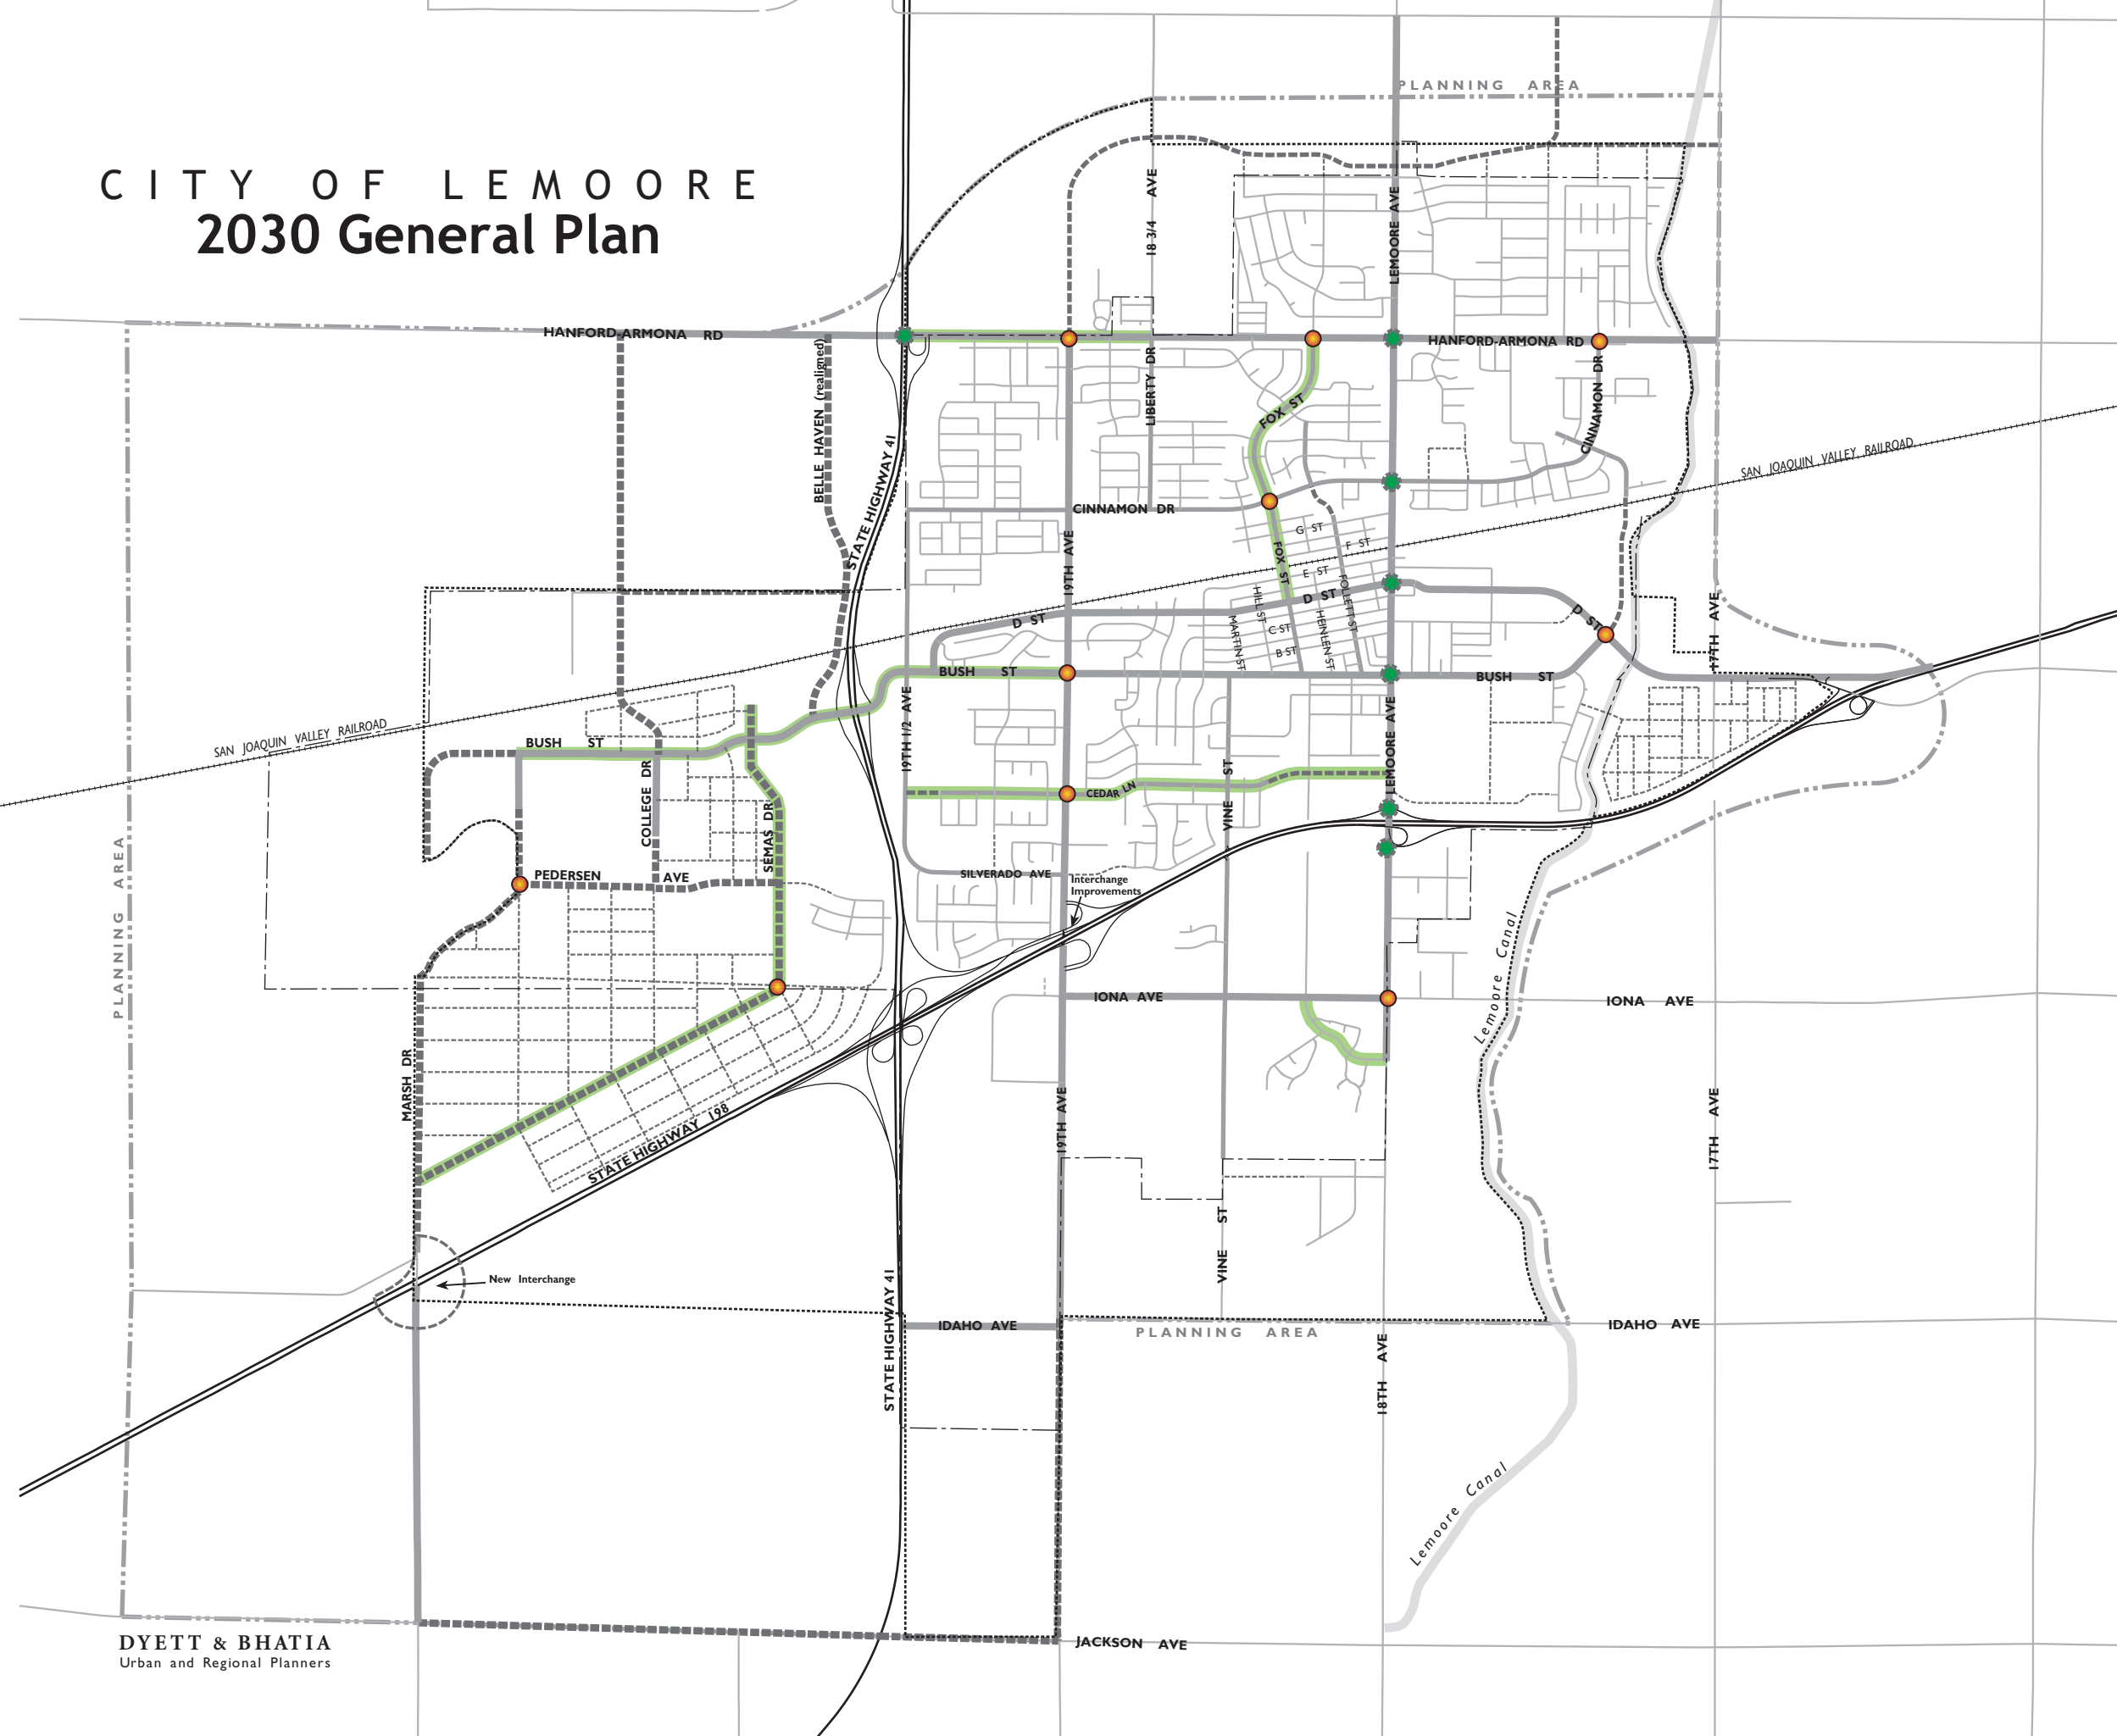 PLANNING AREA
CITY OF LEMOORE
2030 General Plan
18 3/4 AVE
LEMOORE AVE
HANFORD-ARMONA RD
HANFORD-ARMONA RD
BELLE HAVEN (realigned)
STATE HIGHWAY 41
LIBERTY DR
FOX ST
CINNAMON DR
SAN JOAQUIN VALLEY RAILROAD
CINNAMON DR
19TH AVE
G ST
F ST
FOX ST
E ST
D ST
FOLLETT ST
HILL ST
D ST
D ST
C ST
HEINLEN ST
MARTIN ST
B ST
17TH AVE
BUSH ST
BUSH ST
SAN JOAQUIN VALLEY RAILROAD
BUSH ST
19TH 1/2 AVE
LEMOORE AVE
COLLEGE DR
SEMAS DR
CEDAR LN
VINE ST
PLANNING AREA
PEDERSEN AVE
SILVERADO AVE
Interchange
Improvements
Lemoore Canal
IONA AVE
IONA AVE
MARSH DR
STATE HIGHWAY 198
19TH AVE
17TH AVE
VINE ST
New Interchange
STATE HIGHWAY 41
IDAHO AVE
PLANNING AREA
IDAHO AVE
18TH AVE
Lemoore Canal
DYETT & BHATIA
Urban and Regional Planners
JACKSON AVE